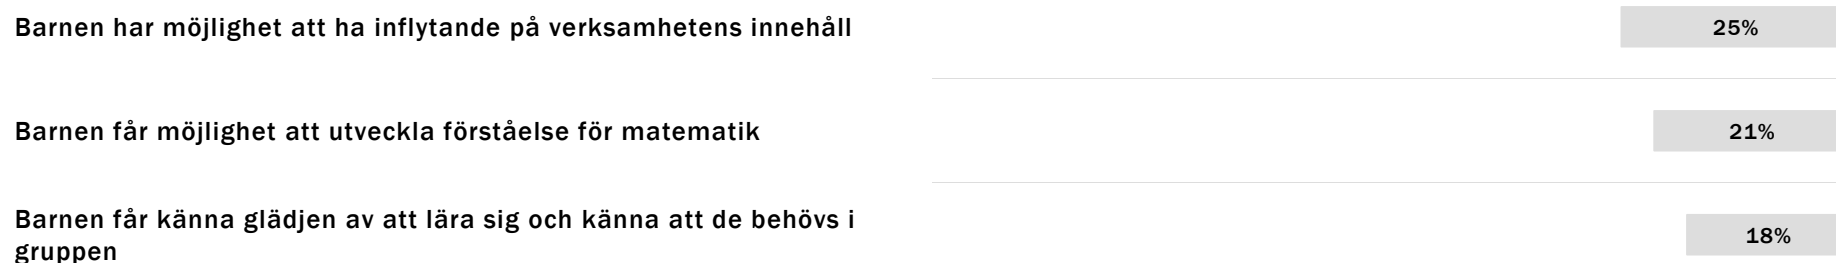 Barnen har möjlighet att ha inflytande på verksamhetens innehåll
25%
Barnen får möjlighet att utveckla förståelse för matematik
21%
Barnen får känna glädjen av att lära sig och känna att de behövs i
gruppen
18%